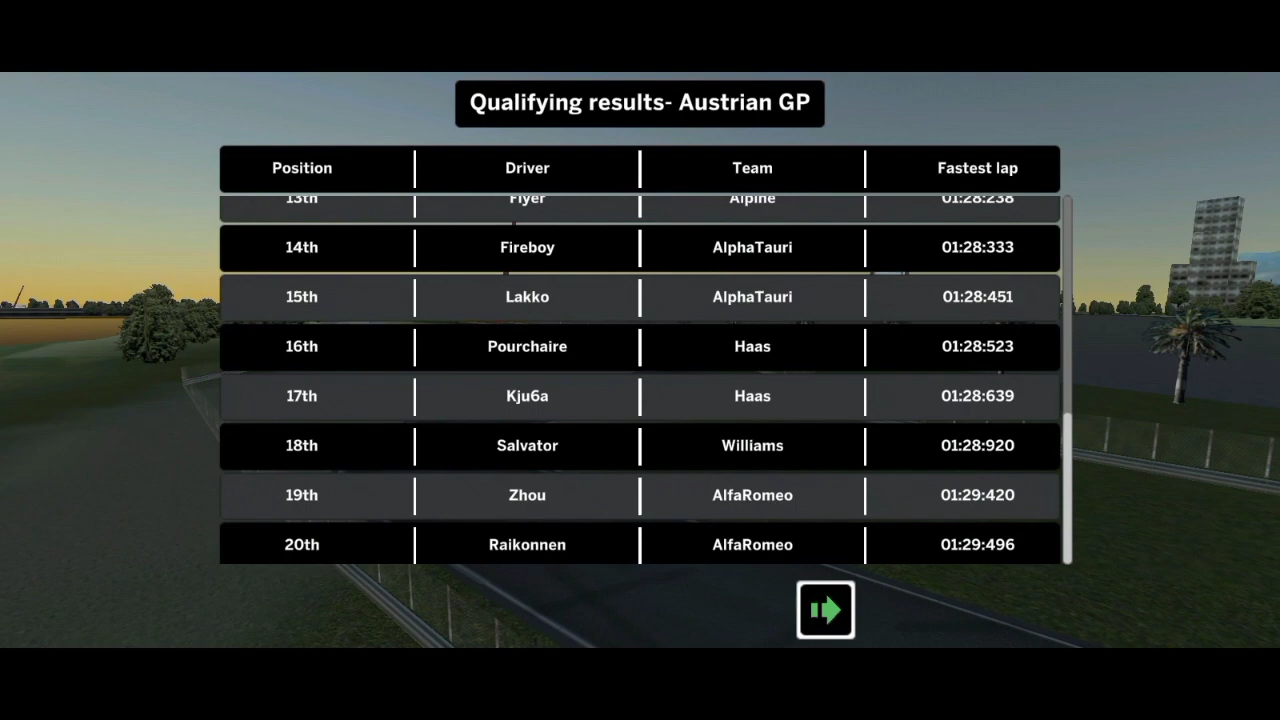 Qualifying results- Austrian GP
Position Driver Team Fastest lap
13th Flyer Alpine 01:28:238
14th Fireboy AlphaTauri 01:28:333
15th Lakko AlphaTauri 01:28:451
16th Pourchaire Haas 01:28:523
17th Kju6a Haas 01:28:639
18th Salvator Williams 01:28:920
19th Zhou AlfaRomeo 01:29:420
20th Raikonnen AlfaRomeo 01:29:496